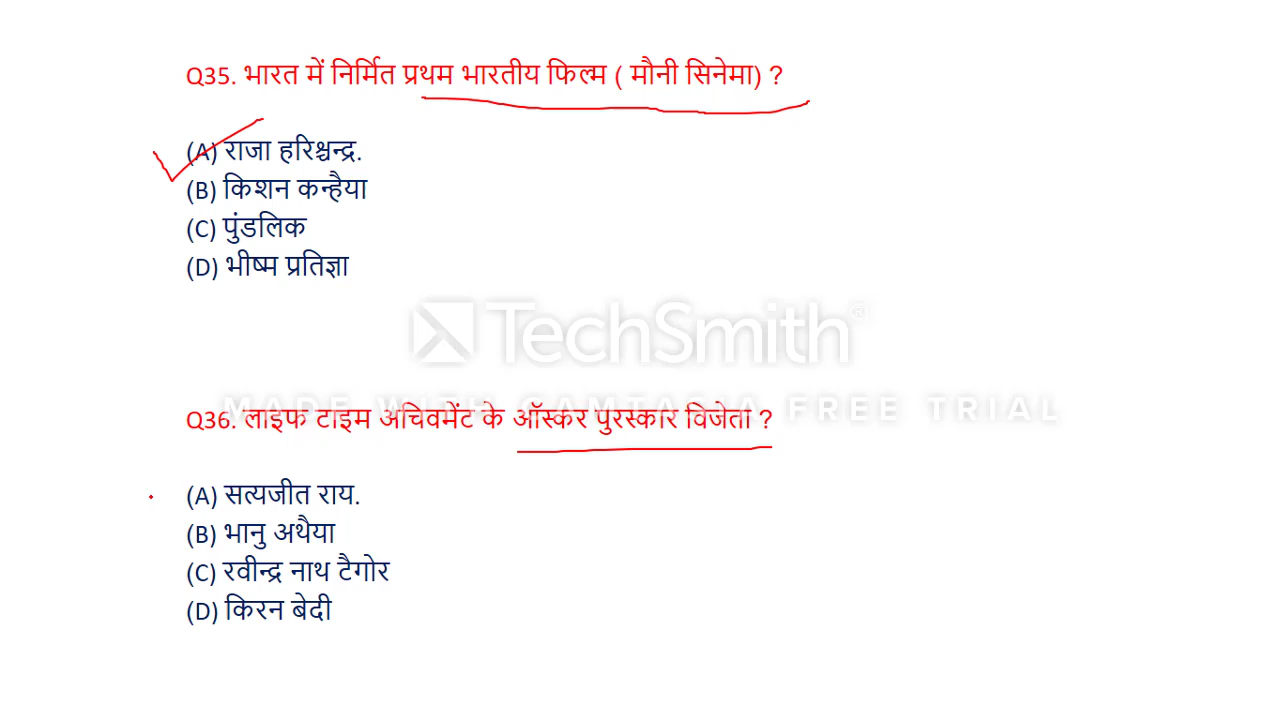 Q35. भारत में निर्मित प्रथम भारतीय फिल्म ( मौनी सिनेमा) ?
(A) राजा हरिश्चन्द्र.
(B) किशन कन्हैया
(C) पुंडलिक
(D) भीष्म प्रतिज्ञा
TechSmith®
MADE WITH CAMTASIA FREE TRIAL
Q36. लाइफ टाइम अचिवमेंट के ऑस्कर पुरस्कार विजेता ?
(A) सत्यजीत राय.
(B) भानु अथैया
(C) रवीन्द्र नाथ टैगोर
(D) किरन बेदी